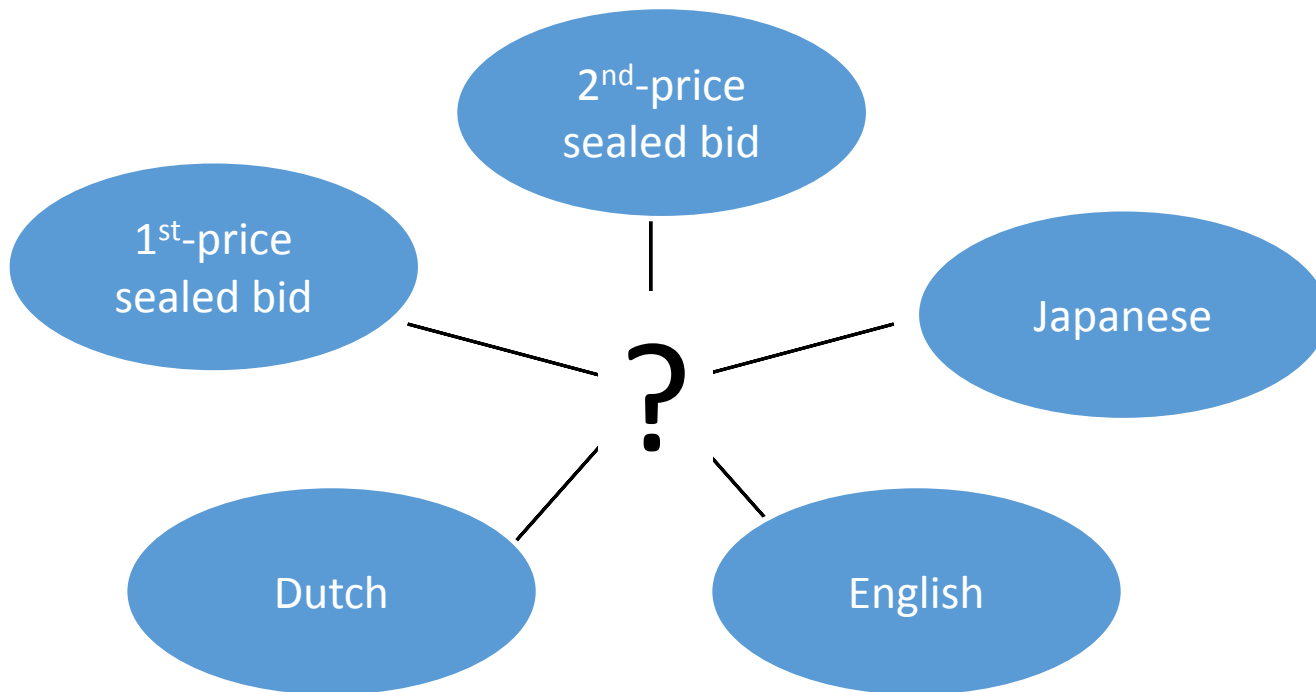 2nd-price
sealed bid
1st-price
sealed bid
Japanese
?
Dutch
English